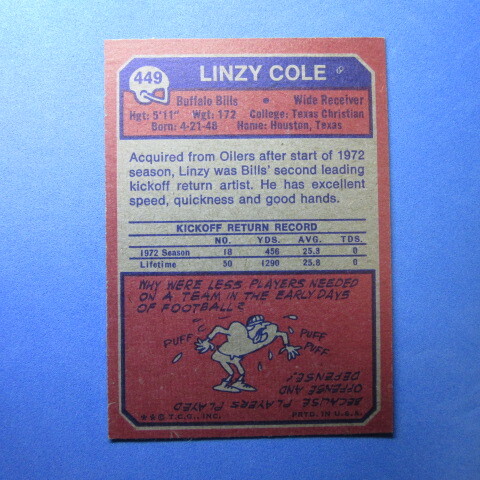 449
LINZY COLE
Buffalo Bills • Wide Receiver
Hgt: 5'11" Wgt: 172 College: Texas Christian
Born: 4-21-48 Home: Houston, Texas
Acquired from Oilers after start of 1972
season, Linzy was Bills' second leading
kickoff return artist. He has excellent
speed, quickness and good hands.
KICKOFF RETURN RECORD
NO. YDS. AVG. TDS.
1972 Season 18 456 25.3 0
Lifetime 50 1290 25.8 0
WHY WERE LESS PLAYERS NEEDED
ON A TEAM IN THE EARLY DAYS
OF FOOTBALL?
PUFF
PUFF
PUFF
BECAUSE PLAYERS PLAYED
OFFENSE AND
DEFENSE!
★★ © T.C.G., INC. PRTD. IN U.S.A.